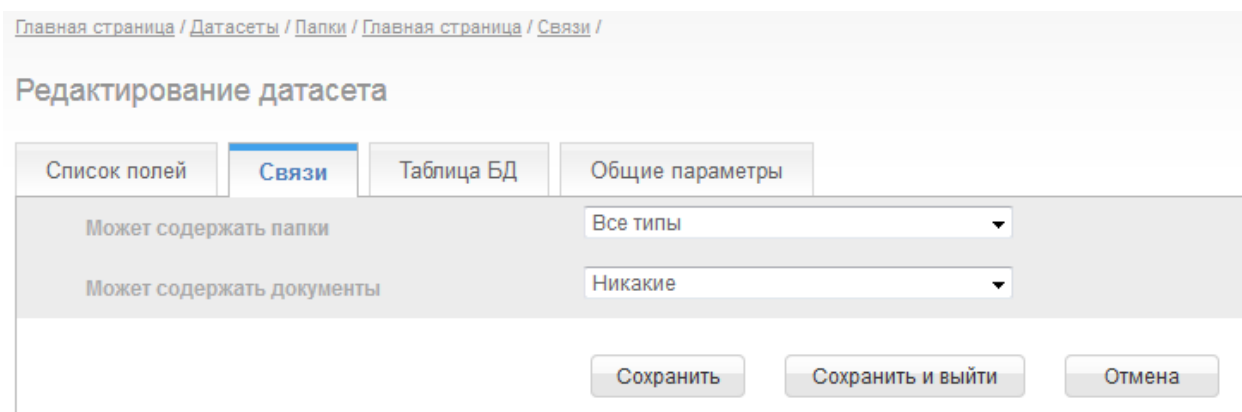 Главная страница / Датасеты / Папки / Главная страница / Связи /
Редактирование датасета
Список полей Связи Таблица БД Общие параметры
Может содержать папки Все типы
Может содержать документы Никакие
Сохранить Сохранить и выйти Отмена